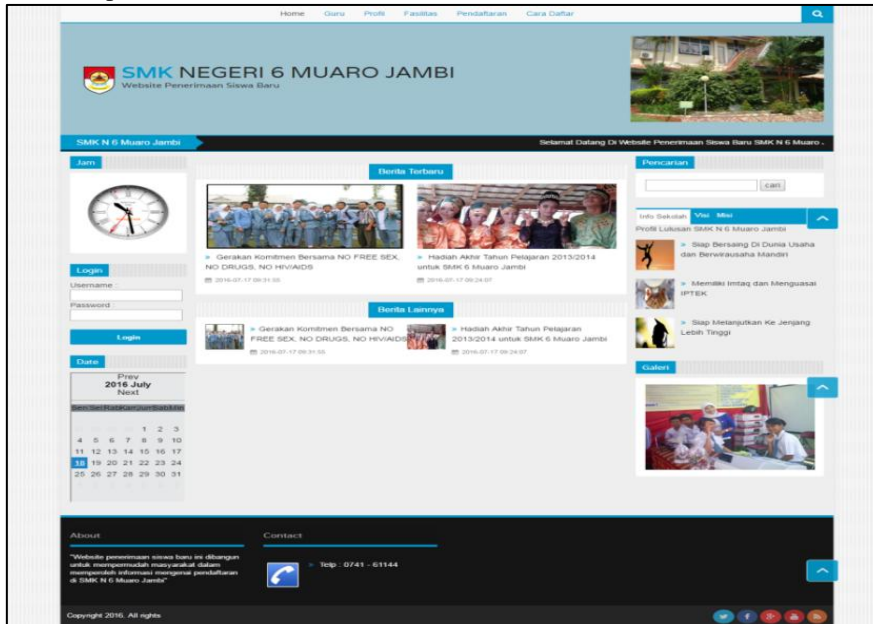 Home Guru Profil Fasilitas Pendaftaran Cara Daftar
SMK NEGERI 6 MUARO JAMBI
Website Penerimaan Siswa Baru
SMK N 6 Muaro Jambi
Selamat Datang Di Website Penerimaan Siswa Baru SMK N 6 Muaro
Jam
Login
Username :
Password :
Login
Date
Prev
2016 July
Next
1 2 3
4 5 6 7 8 9 10
11 12 13 14 15 16 17
18 19 20 21 22 23 24
25 26 27 28 29 30 31
Berita Terbaru
» Gerakan Komitmen Bersama NO FREE SEX,
NO DRUGS, NO HIV/AIDS
2016-07-17 09:31:55
» Hadiah Akhir Tahun Pelajaran 2013/2014
untuk SMK 6 Muaro Jambi
2016-07-17 09:24:07
Berita Lainnya
» Gerakan Komitmen Bersama NO
FREE SEX, NO DRUGS, NO HIV/AIDS
2016-07-17 09:31:55
» Hadiah Akhir Tahun Pelajaran
2013/2014 untuk SMK 6 Muaro Jambi
2016-07-17 09:24:07
Pencarian
cari
Info Sekolah Visi Misi
Profil Lulusan SMK N 6 Muaro Jambi
» Siap Bersaing Di Dunia Usaha
dan Berwirausaha Mandiri
» Memiliki Imtaq dan Menguasai
IPTEK
» Siap Melanjutkan Ke Jenjang
Lebih Tinggi
Galeri
About
"Website penerimaan siswa baru ini dibangun
untuk mempermudah masyarakat dalam
memperoleh informasi mengenai pendaftaran
di SMK N 6 Muaro Jambi"
Contact
» Telp : 0741 - 61144
Copyright 2016. All rights